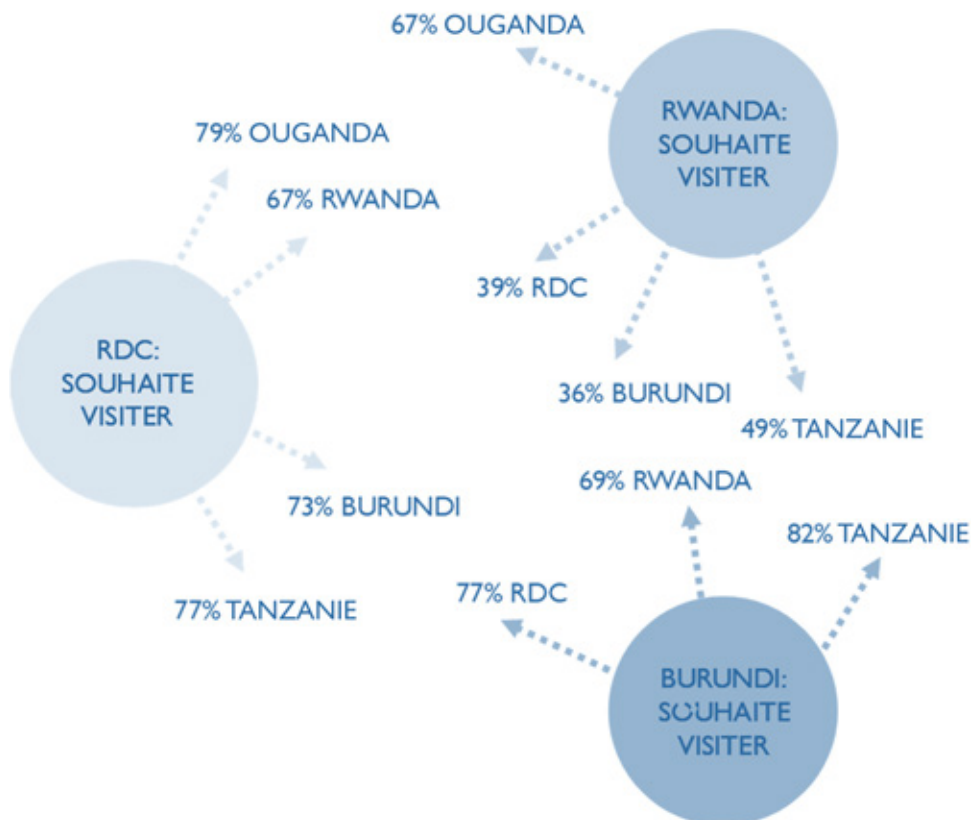 67% OUGANDA
RWANDA:
SOUHAITE
VISITER
79% OUGANDA
67% RWANDA
39% RDC
RDC:
SOUHAITE
VISITER
36% BURUNDI
49% TANZANIE
69% RWANDA
73% BURUNDI
82% TANZANIE
77% RDC
77% TANZANIE
BURUNDI:
SOUHAITE
VISITER